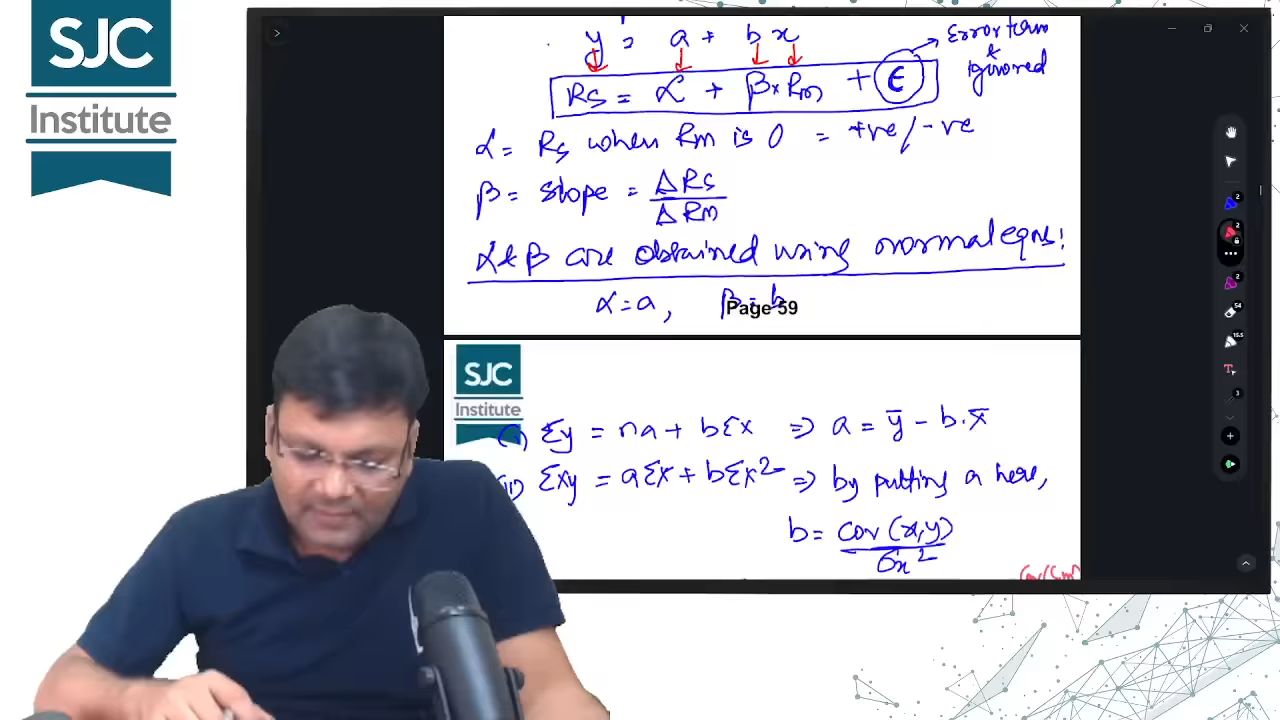 SJC
Institute
y = a + b x
Error term
&
ignored
Rs = α + β × Rm + ϵ
α = Rs when Rm is 0 = +ve/-ve
β = slope = ΔRs / ΔRm
α & β are obtained using normal eqns:
α = a, β = b
Page 59
SJC
Institute
Σy = na + bΣx ⇒ a = ȳ - b.x̄
(ii) Σxy = aΣx + bΣx² ⇒ by putting a here,
b = cov(x,y) / σx²